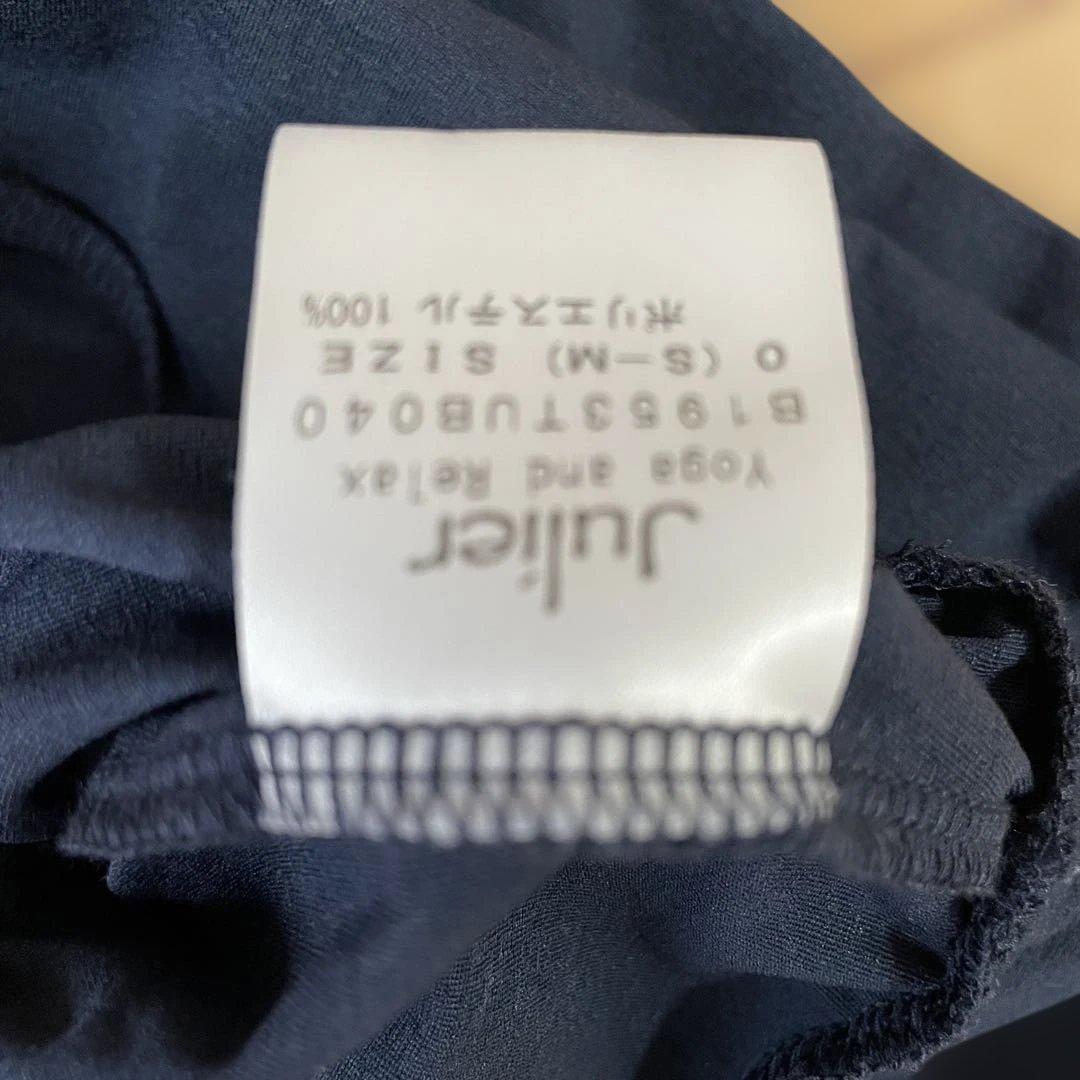 Julier
Yoga and Relax
B1953TUB040
0 (S-M) SIZE
ポリエステル 100%